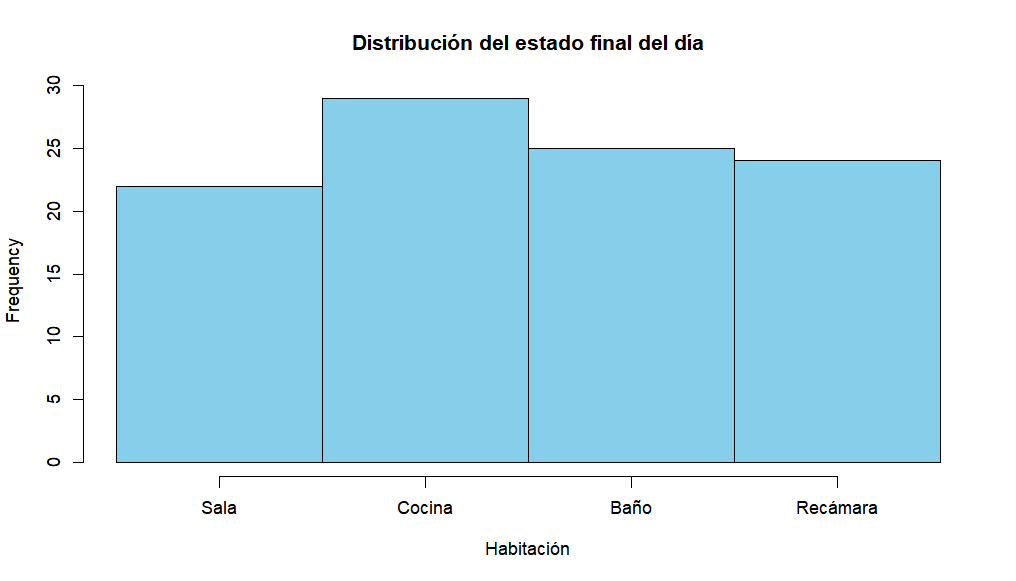 Distribución del estado final del día
Frequency
30
25
20
15
10
5
0
Sala Cocina Baño Recámara
Habitación